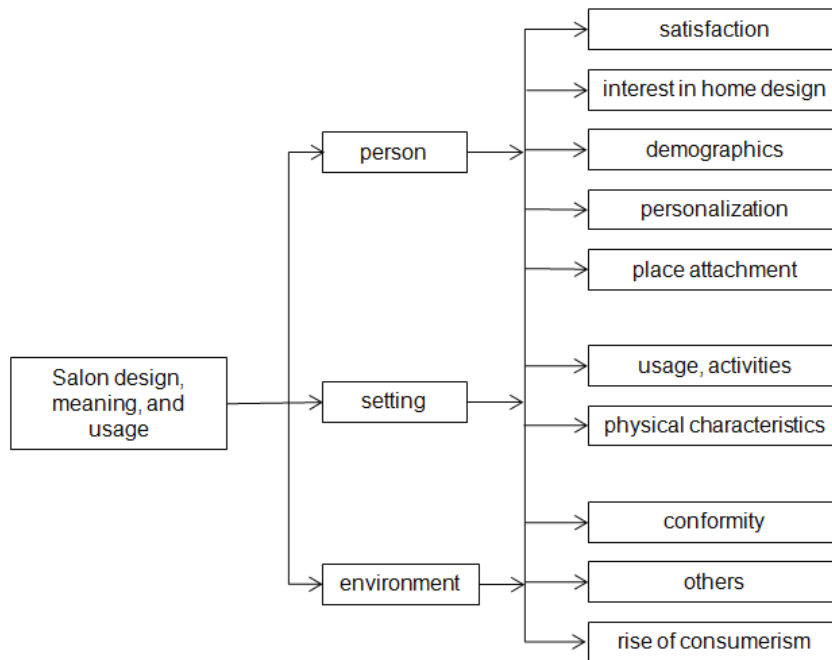 satisfaction
interest in home design
person
demographics
personalization
place attachment
Salon design,
meaning, and
usage
setting
usage, activities
physical characteristics
conformity
environment
others
rise of consumerism